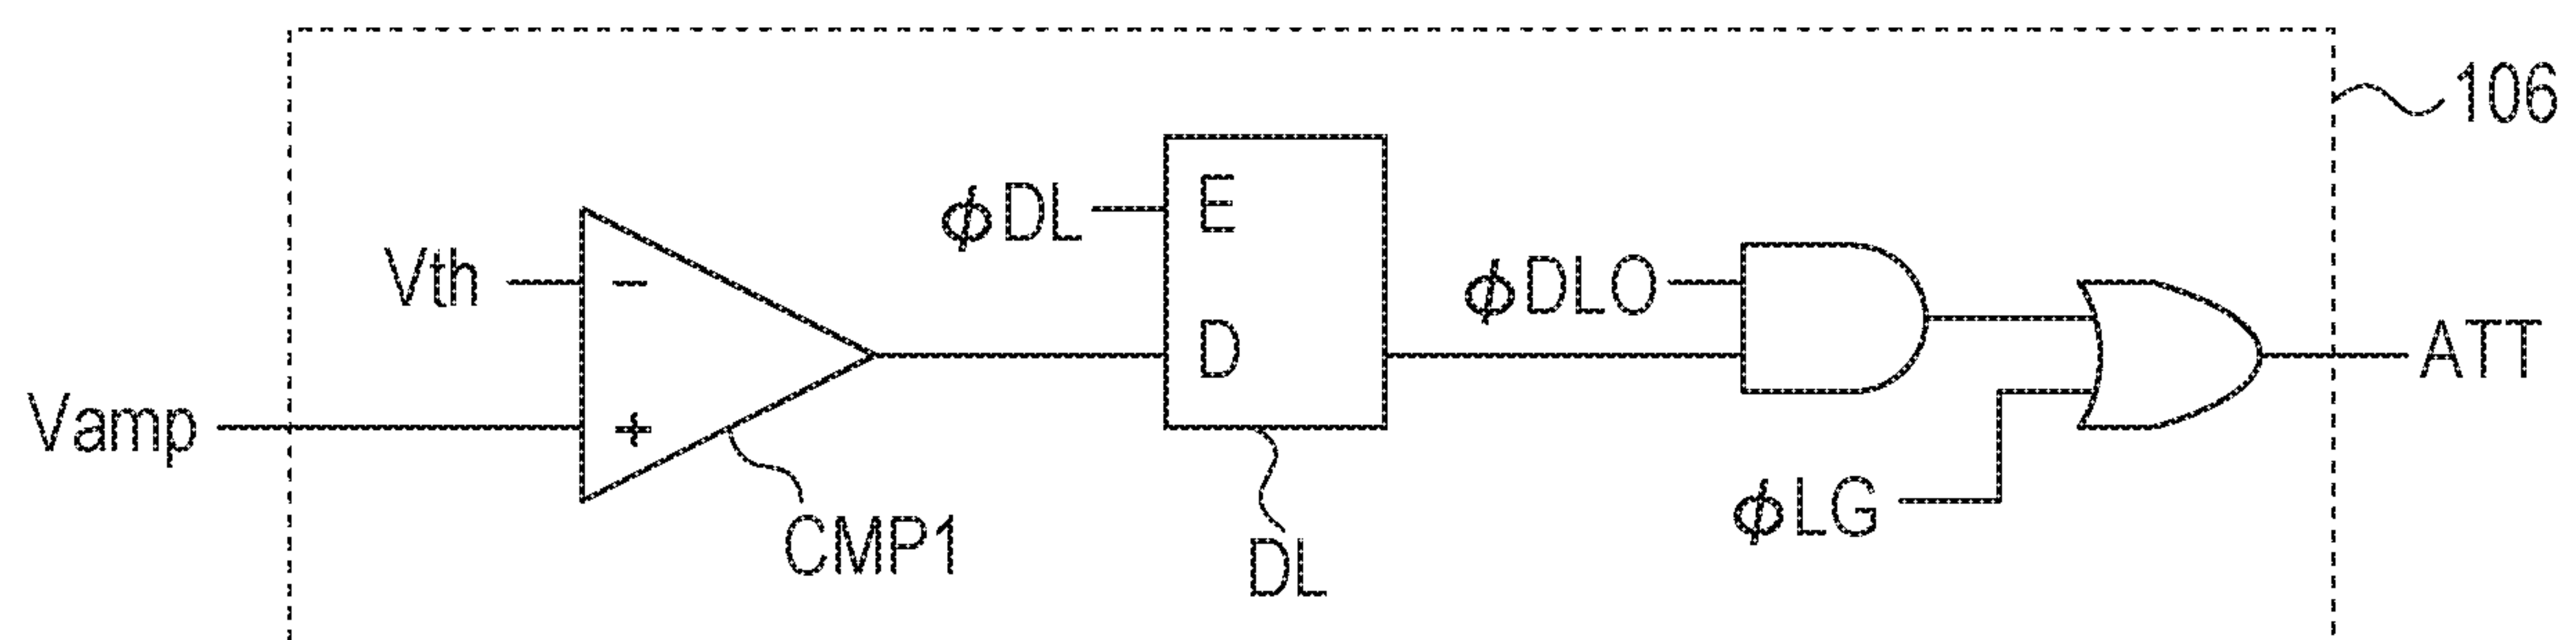 106
ϕDL
E
Vth
−
ϕDLO
D
ATT
Vamp
+
ϕLG
CMP1
DL